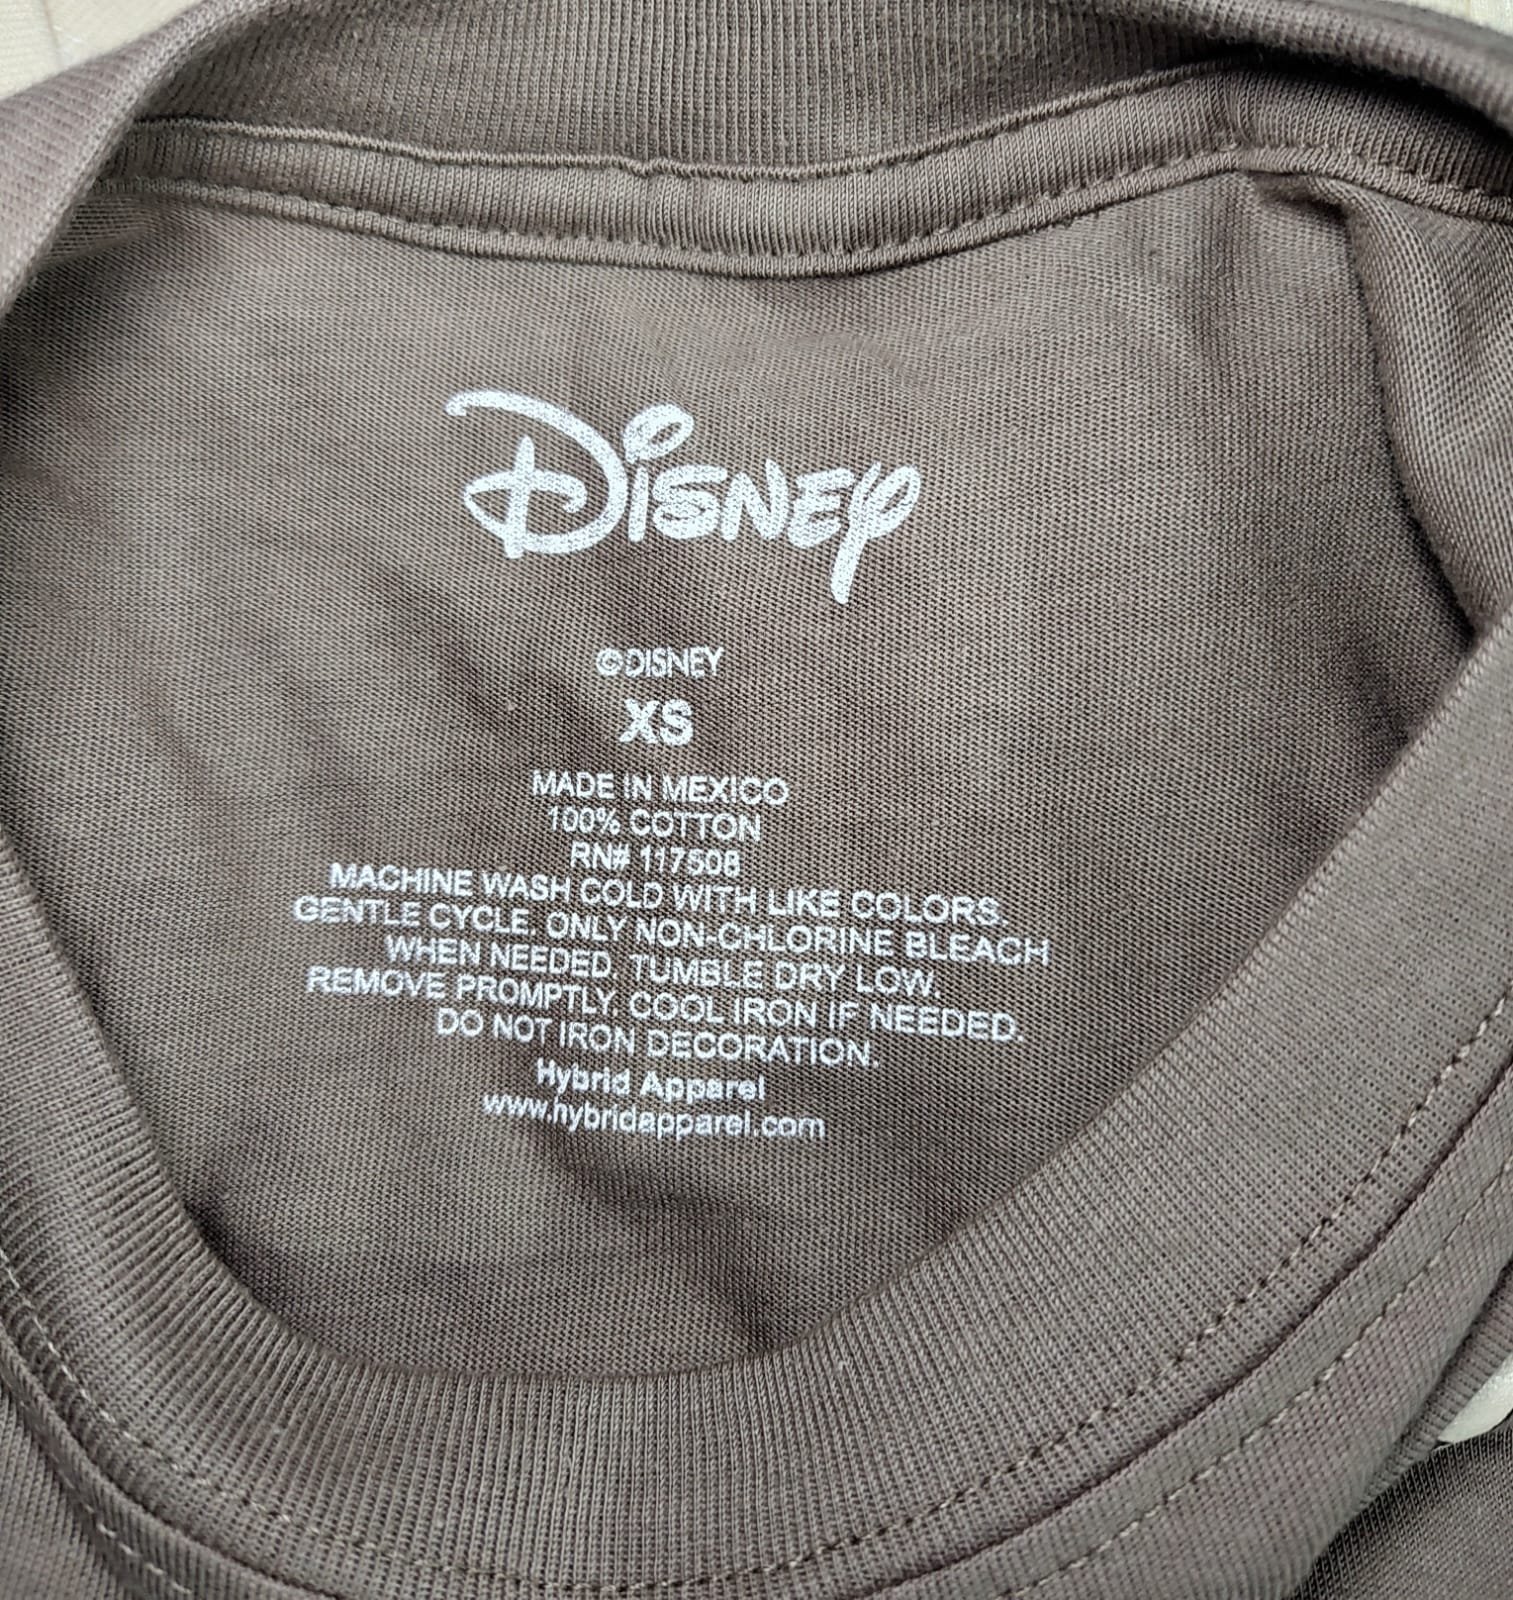 Disney
©DISNEY
XS
MADE IN MEXICO
100% COTTON
RN# 117508
MACHINE WASH COLD WITH LIKE COLORS.
GENTLE CYCLE. ONLY NON-CHLORINE BLEACH
WHEN NEEDED. TUMBLE DRY LOW.
REMOVE PROMPTLY. COOL IRON IF NEEDED.
DO NOT IRON DECORATION.
Hybrid Apparel
www.hybridapparel.com